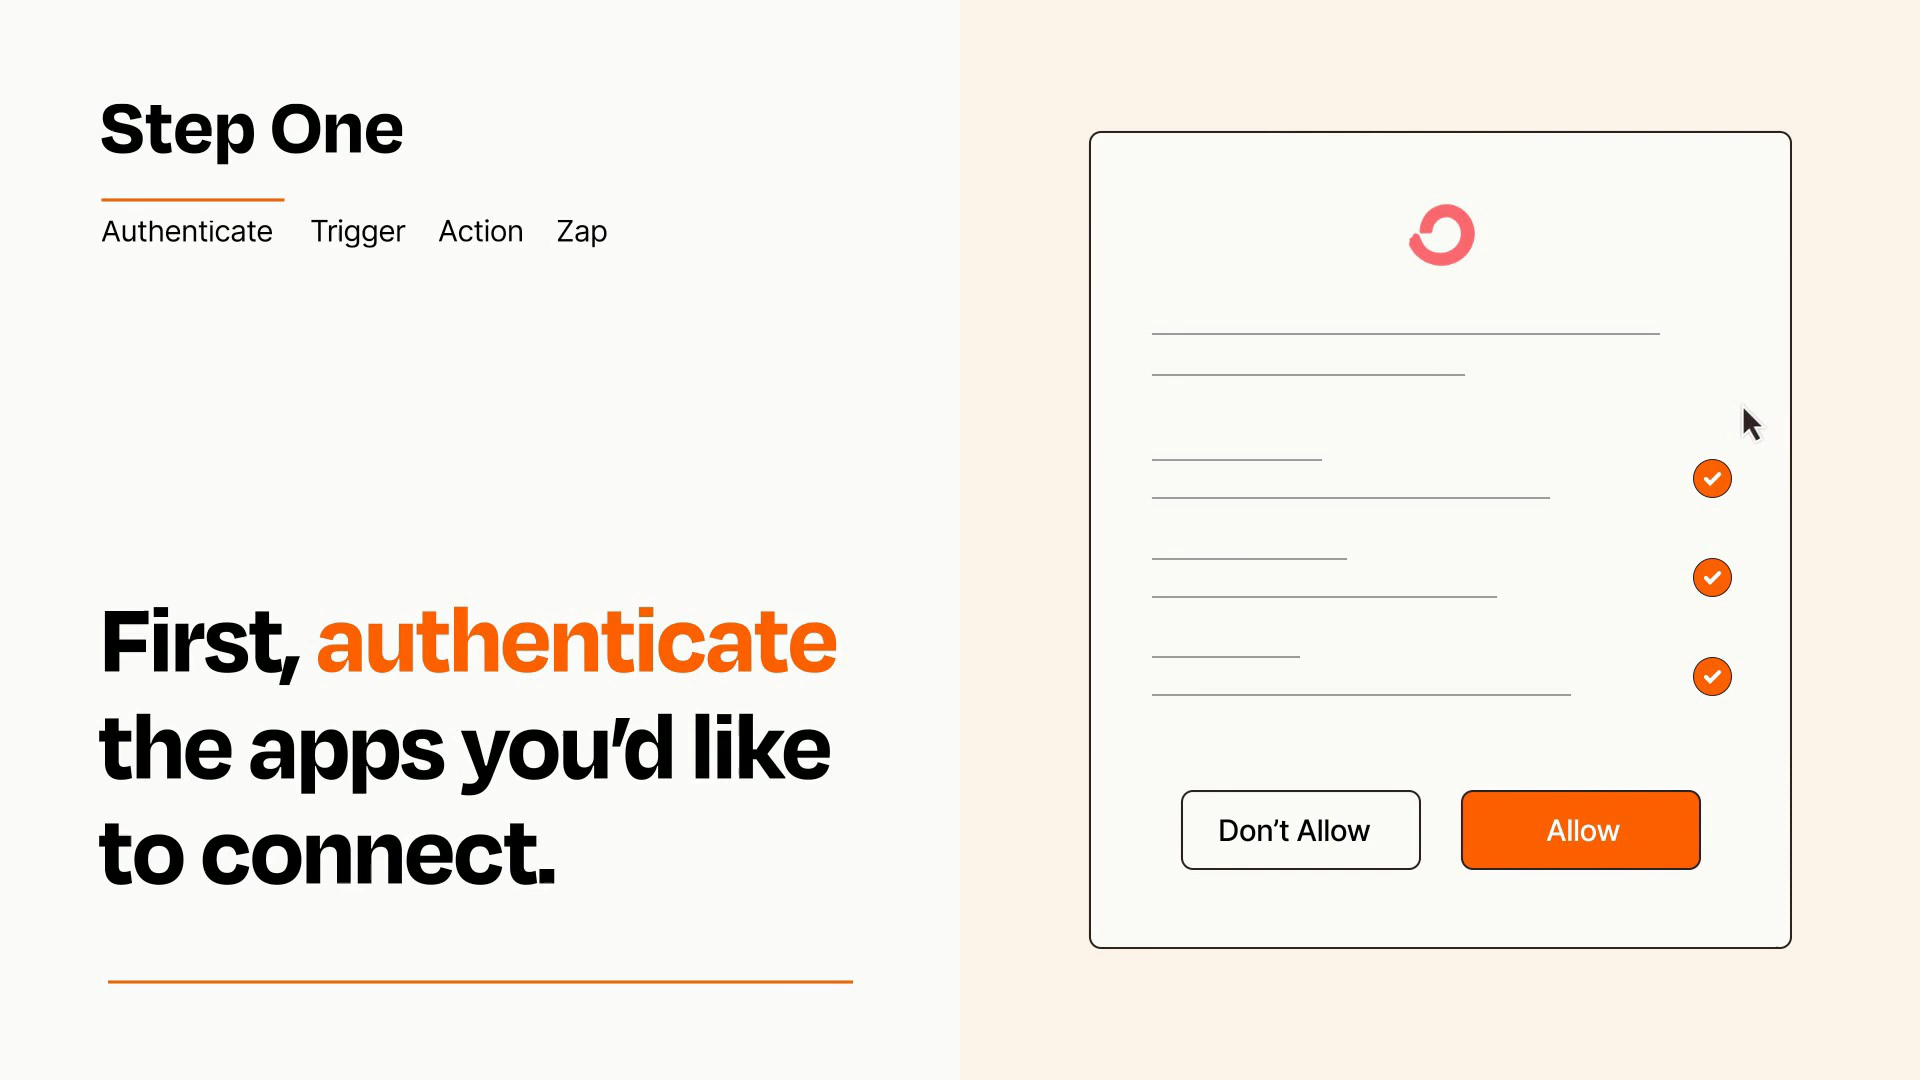 Step One
Authenticate Trigger Action Zap
First, authenticate
the apps you’d like
to connect.
Don’t Allow Allow